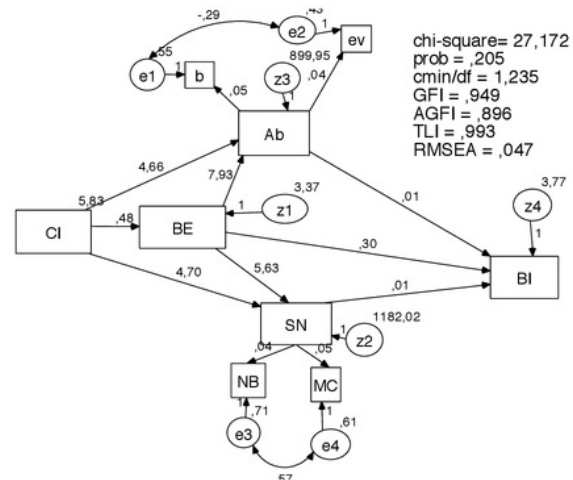 -,29
e2
,43
1
ev
chi-square= 27,172
prob = ,205
cmin/df = 1,235
GFI = ,949
AGFI = ,896
TLI = ,993
RMSEA = ,047
,55
e1
1
b
899,95
z3
1
,04
,05
Ab
4,66
7,93
5,83
CI
,48
BE
1
z1
3,37
,01
3,77
z4
1
BI
,30
4,70
5,63
,01
SN
1182,02
1
z2
,04
,05
NB
MC
1
,71
1
,61
e3
e4
,57